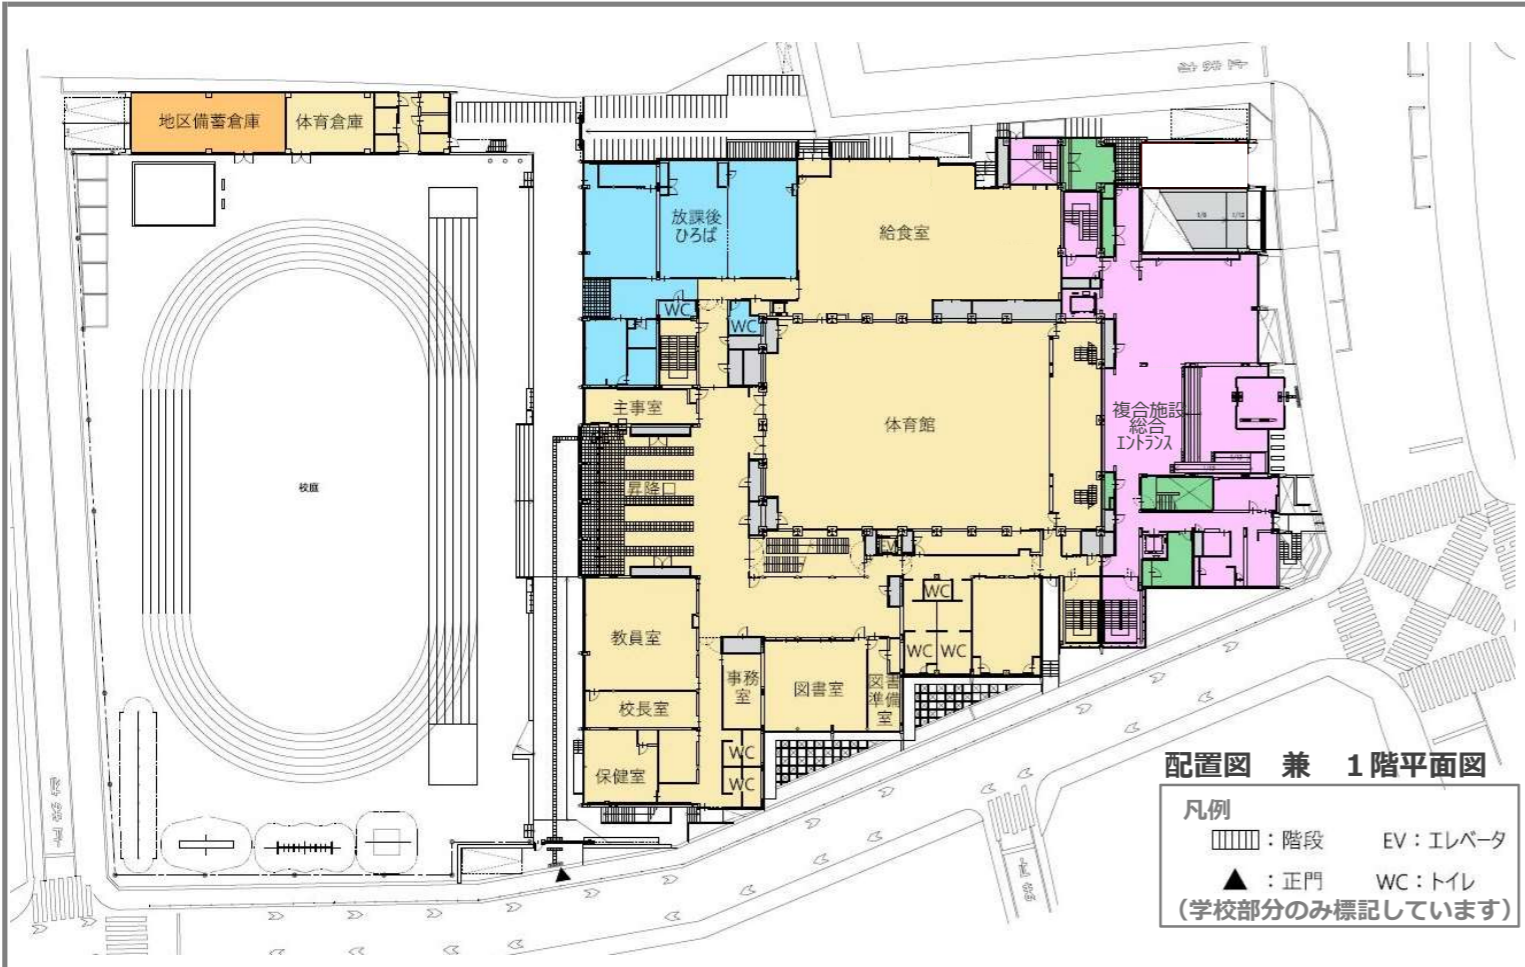 地区備蓄倉庫
体育倉庫
放課後
ひろば
給食室
WC
WC
主事室
体育館
複合施設
総合
エントランス
昇降口
校庭
EV
WC
教員室
WC
WC
事務
室
図書室
図書
準備
室
校長室
WC
保健室
WC
配置図 兼 1階平面図
凡例
:階段
EV:エレベータ
▲:正門
WC:トイレ
(学校部分のみ標記しています)